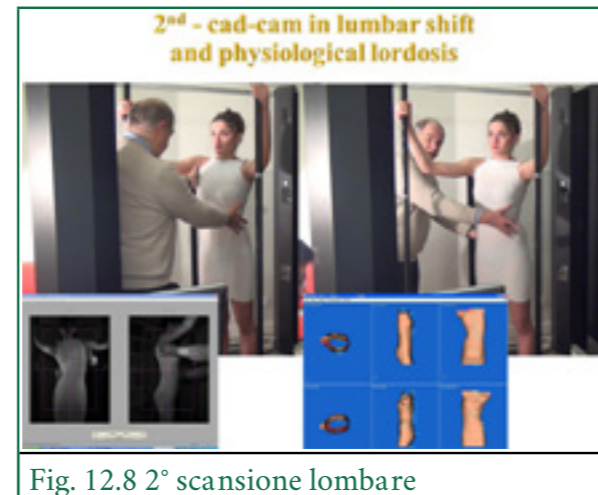 2nd - cad-cam in lumbar shift
and physiological lordosis
Fig. 12.8 2° scansione lombare